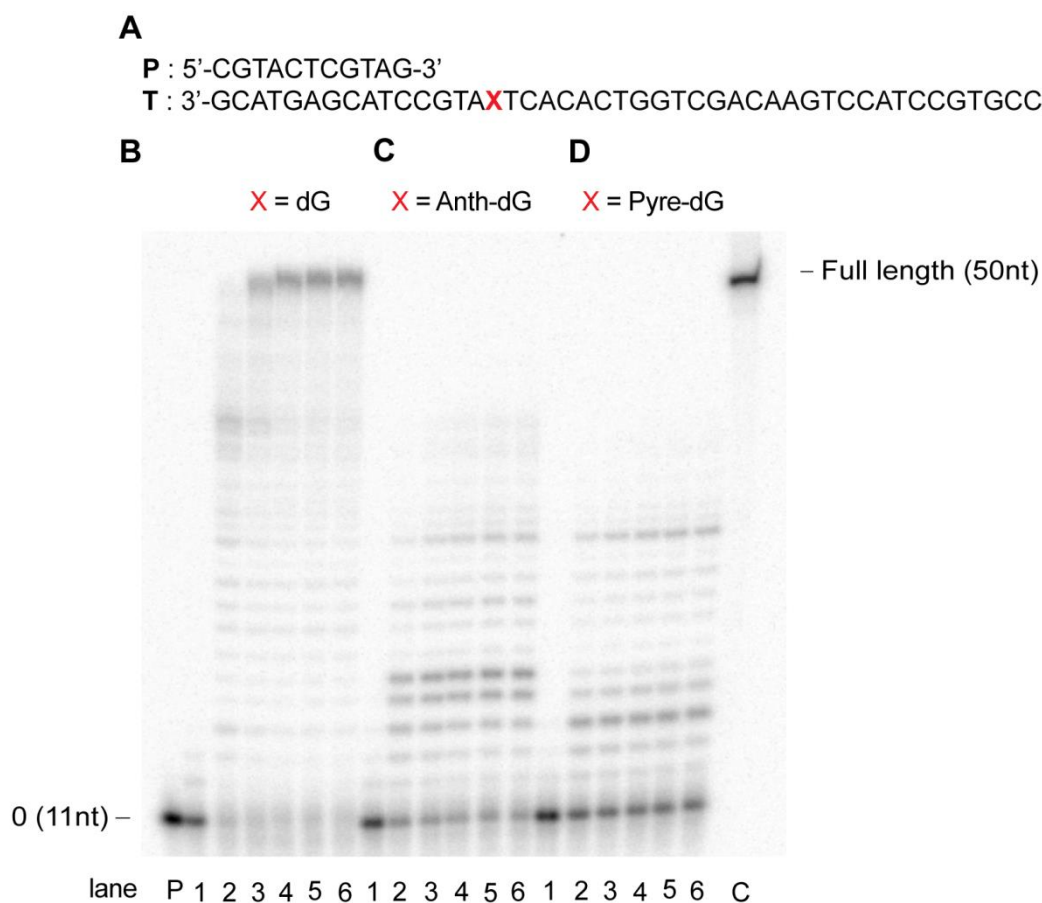 A
P : 5’-CGTACTCGTAG-3’
T : 3’-GCATGAGCATCCGTAXTCACACTGGTCGACAAGTCCATCCGTGCC
B C D
X = dG X = Anth-dG X = Pyre-dG
– Full length (50nt)
0 (11nt) –
lane P 1 2 3 4 5 6 1 2 3 4 5 6 1 2 3 4 5 6 C